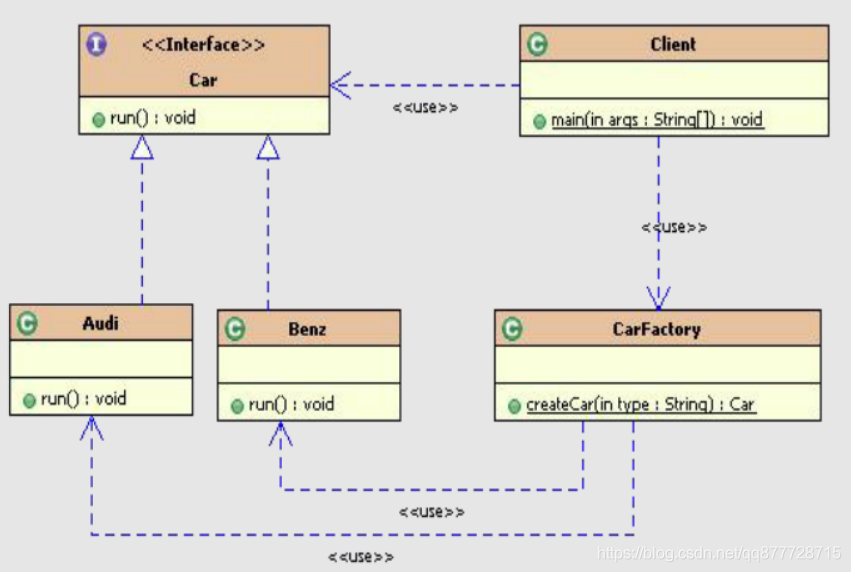 <<Interface>>
Car
run() : void
Client
main(in args : String[]) : void
<<use>>
<<use>>
Audi
run() : void
Benz
run() : void
CarFactory
createCar(in type : String) : Car
<<use>>
<<use>>
https://blog.csdn.net/qq877728715